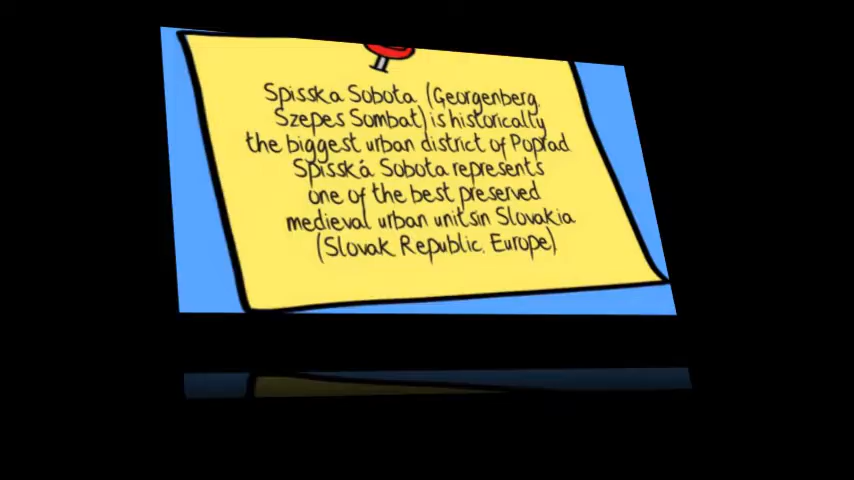 Spisska Sobota (Georgenberg,
Szepes Sombat) is historically
the biggest urban district of Poprad.
Spisská Sobota represents
one of the best preserved
medieval urban unitsin Slovakia
(Slovak Republic, Europe)